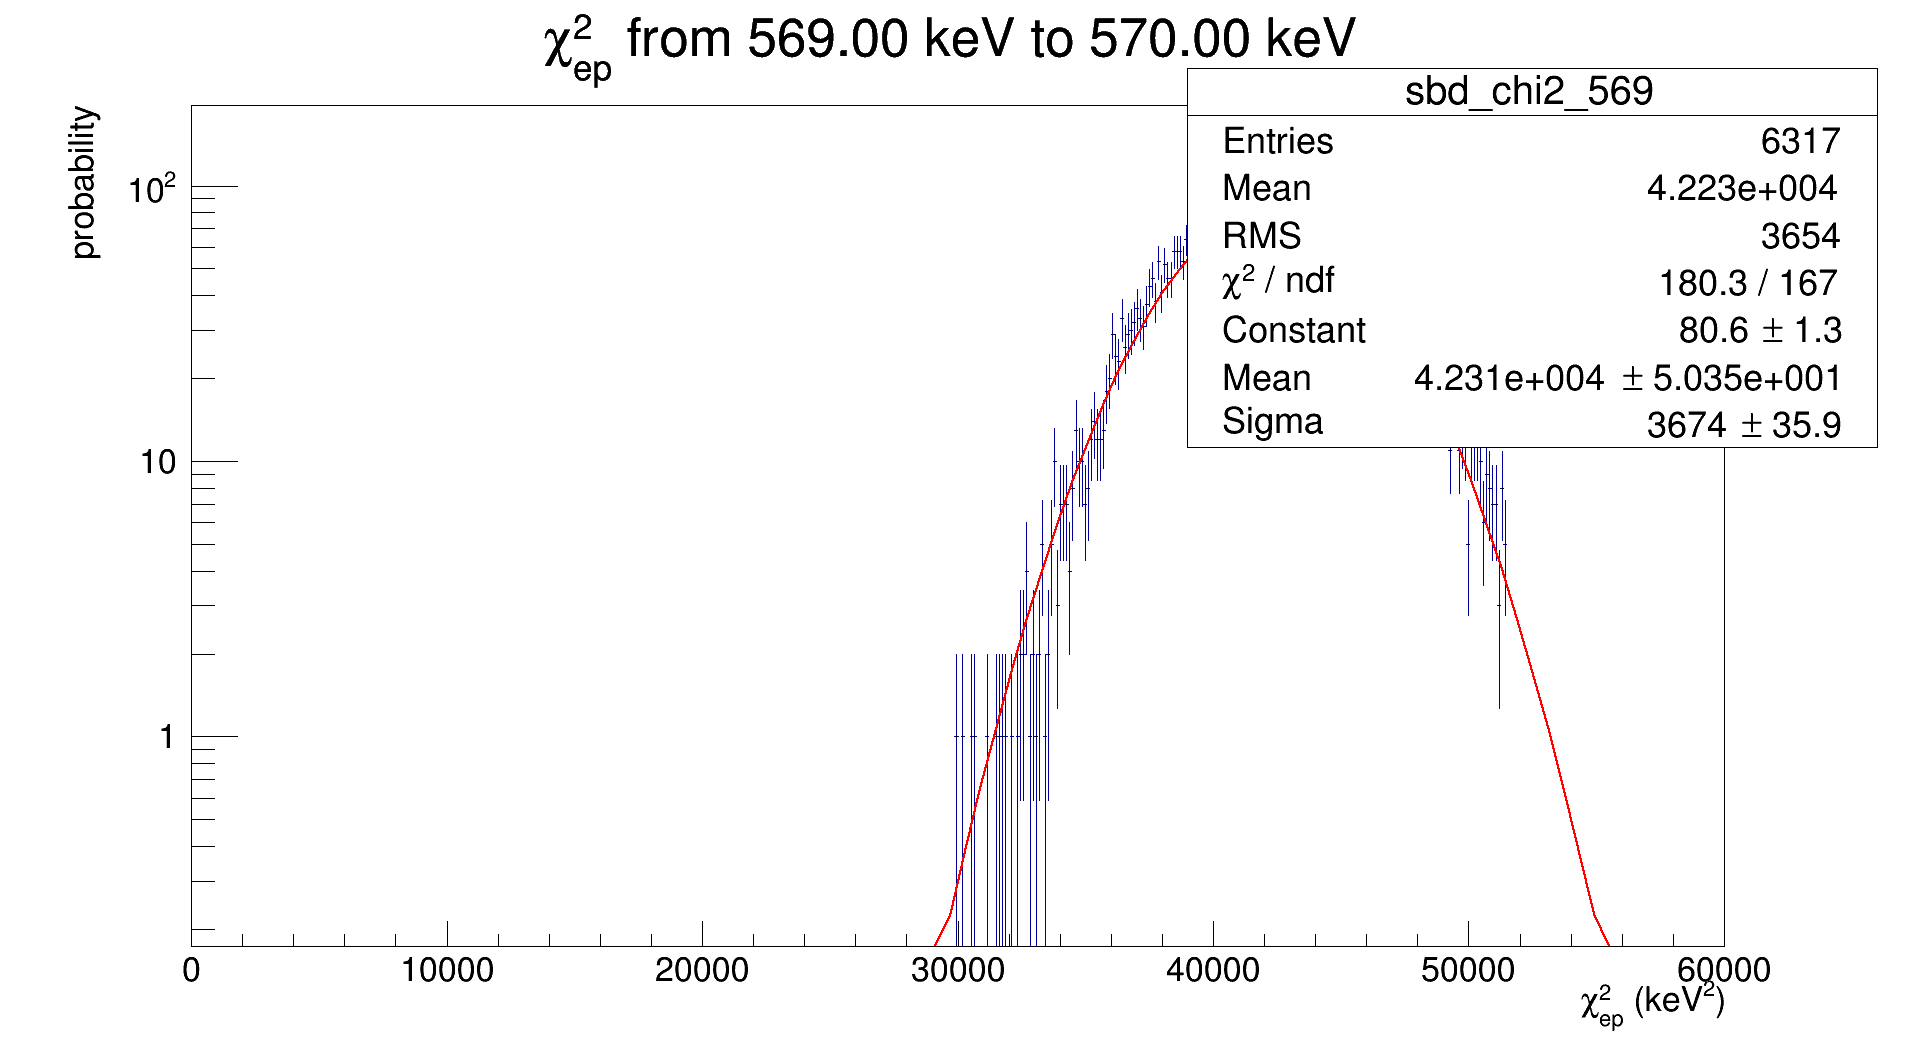 χ²ep from 569.00 keV to 570.00 keV
sbd_chi2_569
Entries 6317
Mean 4.223e+004
RMS 3654
χ² / ndf 180.3 / 167
Constant 80.6 ± 1.3
Mean 4.231e+004 ± 5.035e+001
Sigma 3674 ± 35.9
probability
10²
10
1
0 10000 20000 30000 40000 50000 60000
χ²ep (keV²)